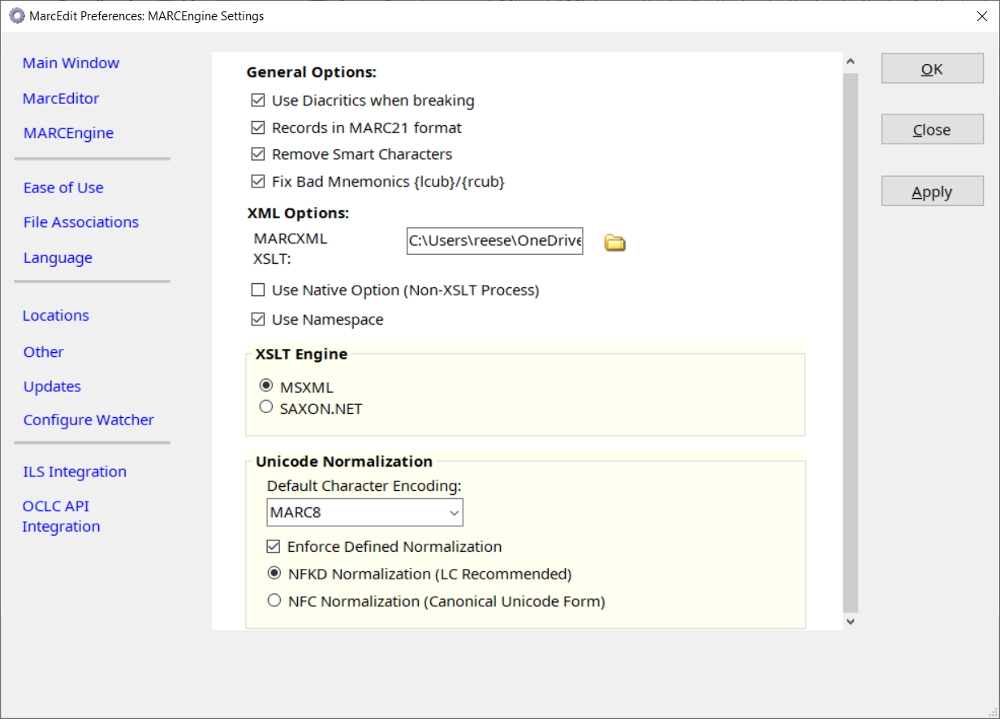 MarcEdit Preferences: MARCEngine Settings
Main Window
MarcEditor
MARCEngine
Ease of Use
File Associations
Language
Locations
Other
Updates
Configure Watcher
ILS Integration
OCLC API
Integration
General Options:
Use Diacritics when breaking
Records in MARC21 format
Remove Smart Characters
Fix Bad Mnemonics {lcub}/{rcub}
XML Options:
MARCXML
XSLT:
C:\Users\reese\OneDrive
Use Native Option (Non-XSLT Process)
Use Namespace
XSLT Engine
MSXML
SAXON.NET
Unicode Normalization
Default Character Encoding:
MARC8
Enforce Defined Normalization
NFKD Normalization (LC Recommended)
NFC Normalization (Canonical Unicode Form)
OK
Close
Apply